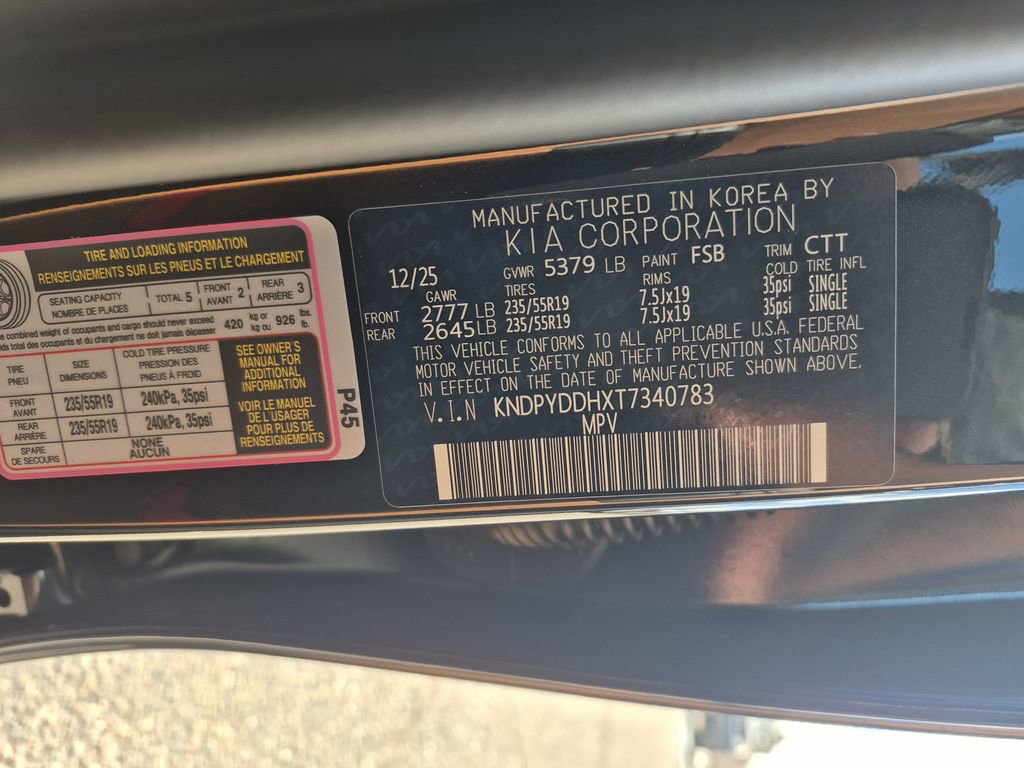 TIRE AND LOADING INFORMATION
RENSEIGNEMENTS SUR LES PNEUS ET LE CHARGEMENT
SEATING CAPACITY
NOMBRE DE PLACES
TOTAL 5
FRONT
AVANT 2
REAR
ARRIÈRE 3
combined weight of occupants and cargo should never exceed
total des occupants et du chargement ne doit jamais dépasser
420 kg or 926 lbs.
kg ou lb.
TIRE
PNEU
SIZE
DIMENSIONS
COLD TIRE PRESSURE
PRESSION DES
PNEUS À FROID
FRONT
AVANT
235/55R19
240kPa, 35psi
REAR
ARRIÈRE
235/55R19
240kPa, 35psi
SPARE
DE SECOURS
NONE
AUCUN
SEE OWNER'S
MANUAL FOR
ADDITIONAL
INFORMATION
VOIR LE MANUEL
DE L'USAGER
POUR PLUS DE
RENSEIGNEMENTS
P45
MANUFACTURED IN KOREA BY
KIA CORPORATION
12/25 GVWR 5379 LB PAINT FSB TRIM CTT
GAWR TIRES RIMS COLD TIRE INFL
FRONT 2777 LB 235/55R19 7.5Jx19 35psi SINGLE
REAR 2645 LB 235/55R19 7.5Jx19 35psi SINGLE
THIS VEHICLE CONFORMS TO ALL APPLICABLE U.S.A. FEDERAL
MOTOR VEHICLE SAFETY AND THEFT PREVENTION STANDARDS
IN EFFECT ON THE DATE OF MANUFACTURE SHOWN ABOVE.
V.I.N KNDPYDDHXT7340783
MPV